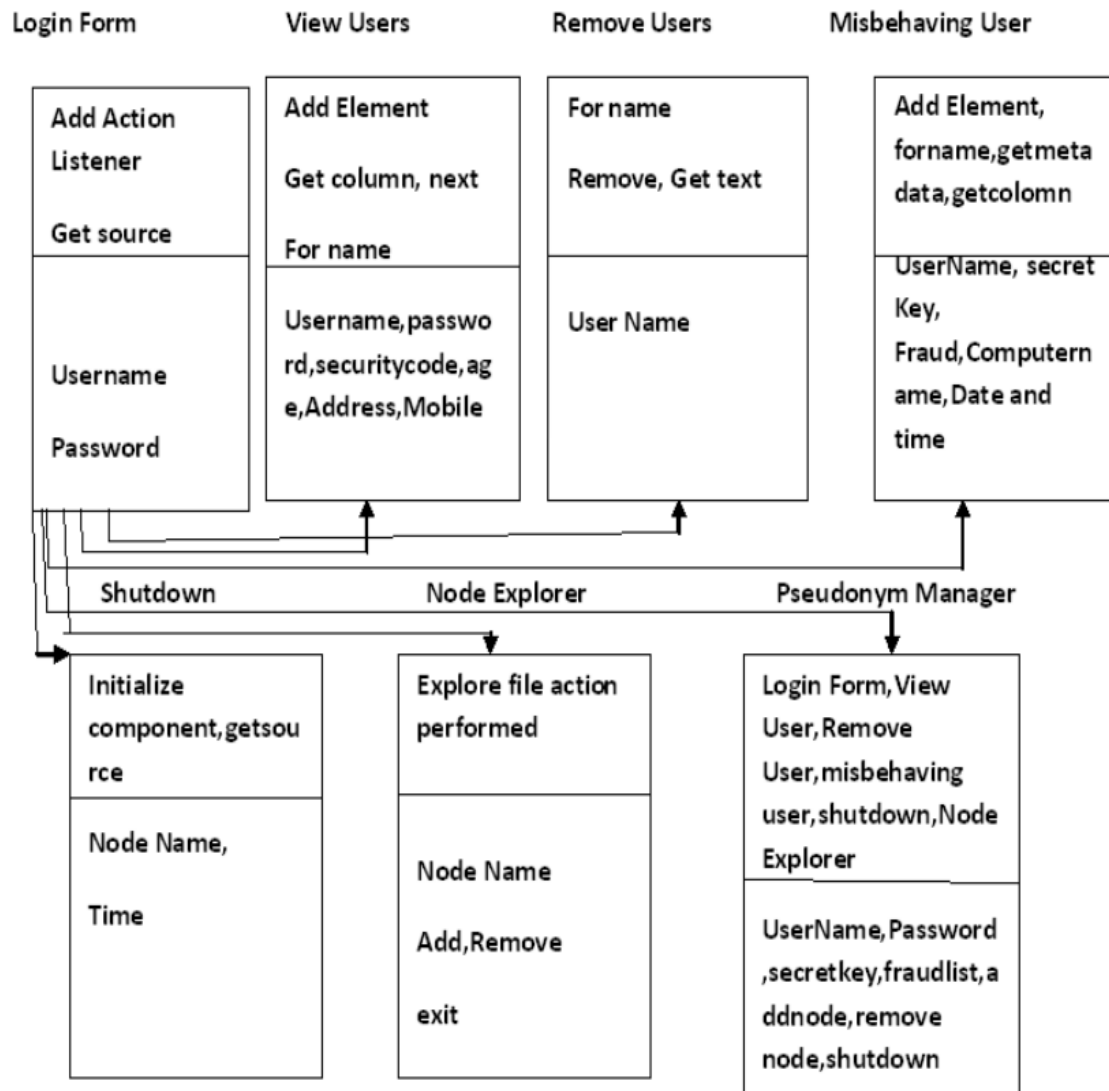 Login Form
View Users
Remove Users
Misbehaving User
Add Action
Listener
Get source
Username
Password
Add Element
Get column, next
For name
Username,passwo
rd,securitycode,ag
e,Address,Mobile
For name
Remove, Get text
User Name
Add Element,
forname,getmeta
data,getcolomn
UserName, secret
Key,
Fraud,Computern
ame,Date and
time
Shutdown
Node Explorer
Pseudonym Manager
Initialize
component,getsou
rce
Node Name,
Time
Explore file action
performed
Node Name
Add,Remove
exit
Login Form,View
User,Remove
User,misbehaving
user,shutdown,Node
Explorer
UserName,Password
,secretkey,fraudlist,a
ddnode,remove
node,shutdown